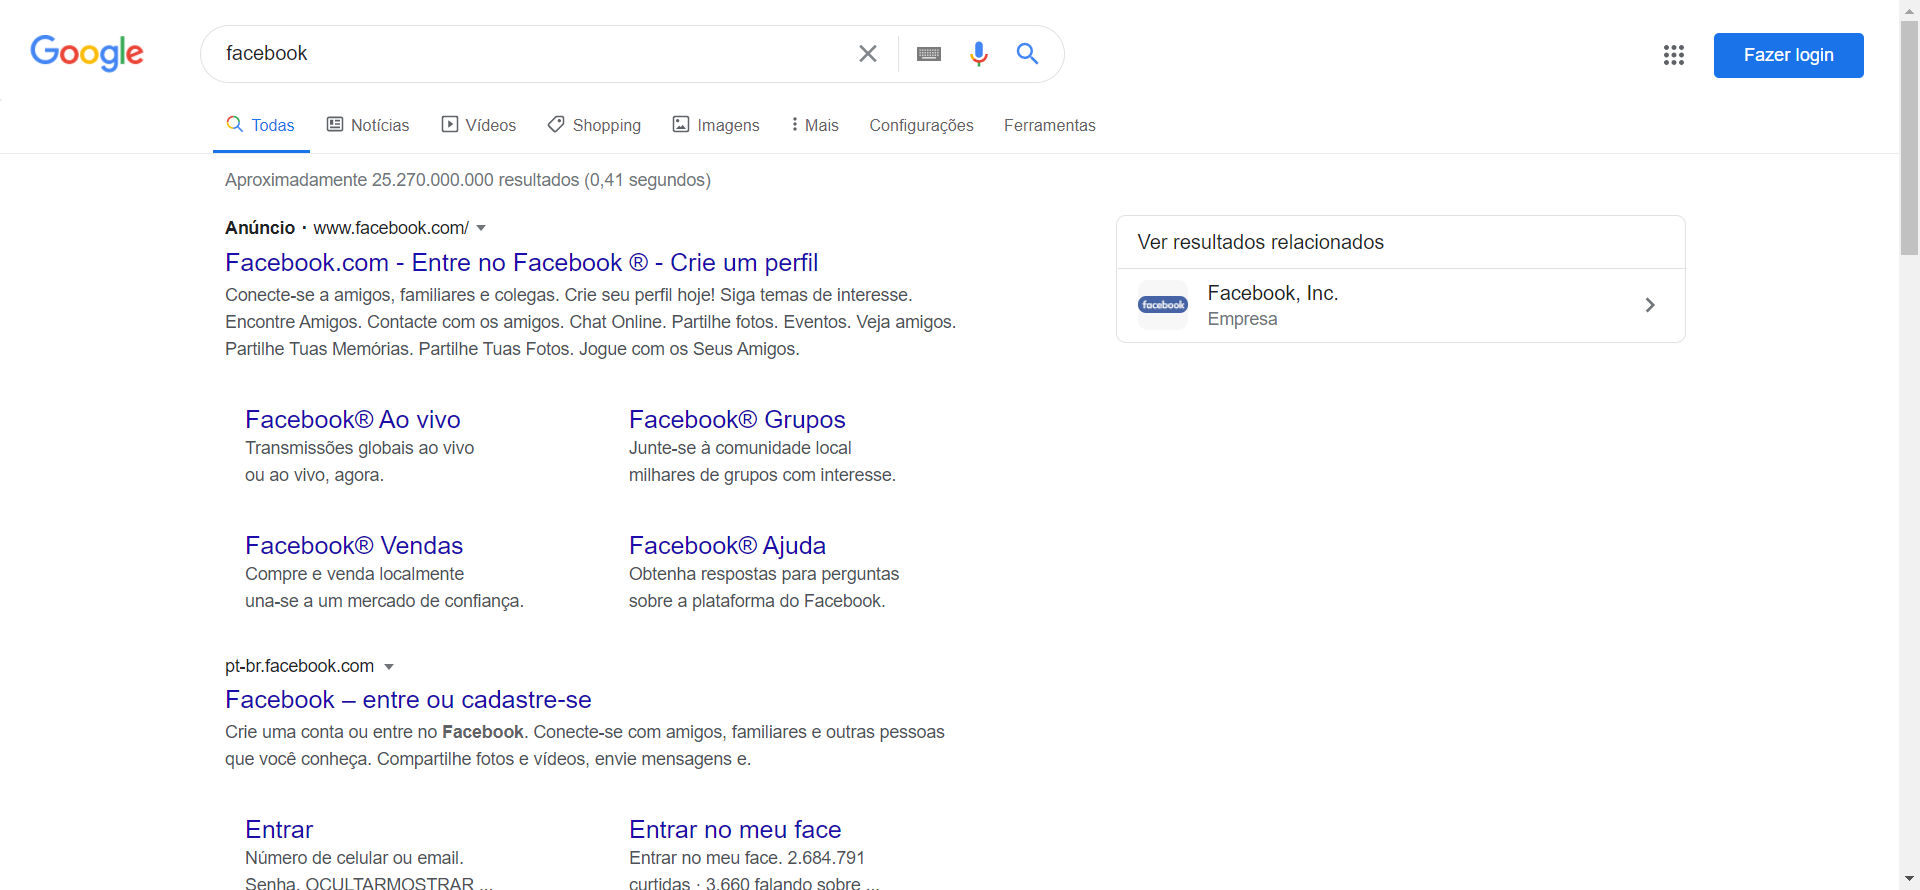 Google
facebook
Fazer login
Todas
Notícias
Vídeos
Shopping
Imagens
Mais
Configurações
Ferramentas
Aproximadamente 25.270.000.000 resultados (0,41 segundos)
Anúncio · www.facebook.com/
Facebook.com - Entre no Facebook ® - Crie um perfil
Conecte-se a amigos, familiares e colegas. Crie seu perfil hoje! Siga temas de interesse.
Encontre Amigos. Contacte com os amigos. Chat Online. Partilhe fotos. Eventos. Veja amigos.
Partilhe Tuas Memórias. Partilhe Tuas Fotos. Jogue com os Seus Amigos.
Facebook® Ao vivo
Transmissões globais ao vivo
ou ao vivo, agora.
Facebook® Grupos
Junte-se à comunidade local
milhares de grupos com interesse.
Facebook® Vendas
Compre e venda localmente
una-se a um mercado de confiança.
Facebook® Ajuda
Obtenha respostas para perguntas
sobre a plataforma do Facebook.
pt-br.facebook.com
Facebook – entre ou cadastre-se
Crie uma conta ou entre no Facebook. Conecte-se com amigos, familiares e outras pessoas
que você conheça. Compartilhe fotos e vídeos, envie mensagens e.
Entrar
Número de celular ou email.
Senha. OCULTARMOSTRAR ...
Entrar no meu face
Entrar no meu face. 2.684.791
curtidas · 3.660 falando sobre ...
Ver resultados relacionados
facebook
Facebook, Inc.
Empresa